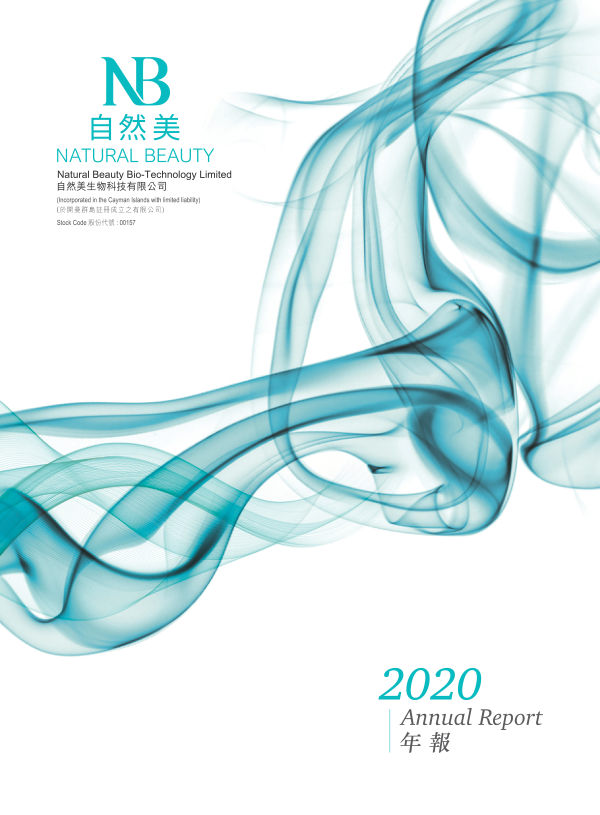 NB
自然美
NATURAL BEAUTY
Natural Beauty Bio-Technology Limited
自然美生物科技有限公司
(Incorporated in the Cayman Islands with limited liability)
(於開曼群島註冊成立之有限公司)
Stock Code 股份代號 : 00157
2020
Annual Report
年報